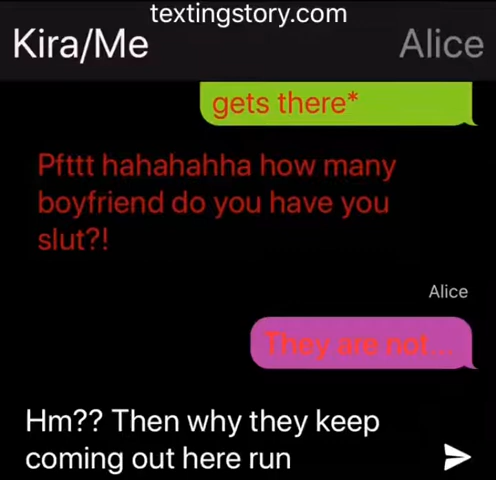 textingstory.com
Kira/Me
Alice
gets there*
Pfttt hahahahha how many
boyfriend do you have you
slut?!
Alice
They are not...
Hm?? Then why they keep
coming out here run